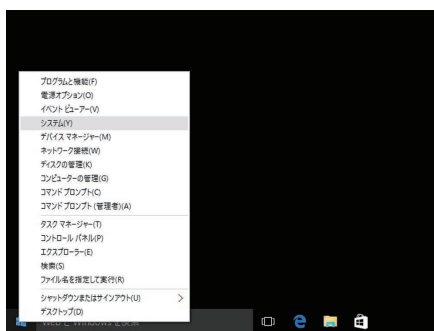 プログラムと機能(F)
電源オプション(O)
イベント ビューアー(V)
システム(Y)
デバイス マネージャー(M)
ネットワーク接続(W)
ディスクの管理(K)
コンピューターの管理(G)
コマンド プロンプト(C)
コマンド プロンプト (管理者)(A)
タスク マネージャー(T)
コントロール パネル(P)
エクスプローラー(E)
検索(S)
ファイル名を指定して実行(R)
シャットダウンまたはサインアウト(U)
デスクトップ(D)
Web と Windows を検索